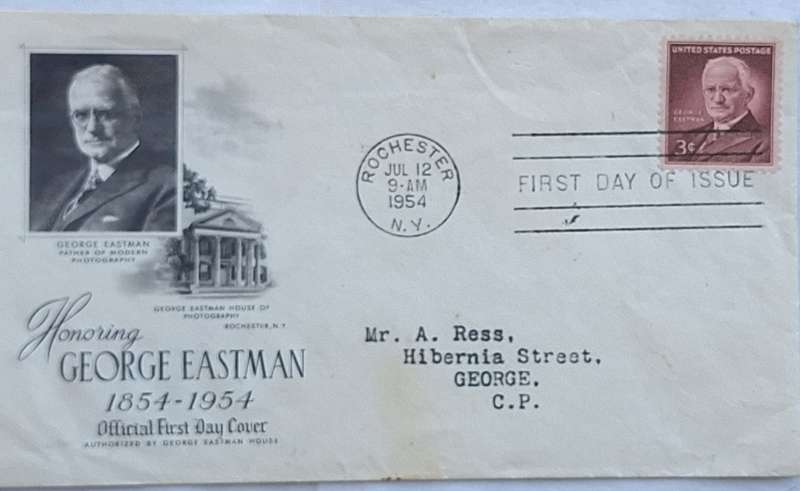 GEORGE EASTMAN
FATHER OF MODERN
PHOTOGRAPHY
GEORGE EASTMAN HOUSE OF
PHOTOGRAPHY
ROCHESTER, N.Y.
Honoring
GEORGE EASTMAN
1854-1954
Official First Day Cover
AUTHORIZED BY GEORGE EASTMAN HOUSE
ROCHESTER
JUL 12
9-AM
1954
N.Y.
UNITED STATES POSTAGE
GEORGE
EASTMAN
3¢
FIRST DAY OF ISSUE
Mr. A. Ress,
Hibernia Street,
GEORGE.
C.P.